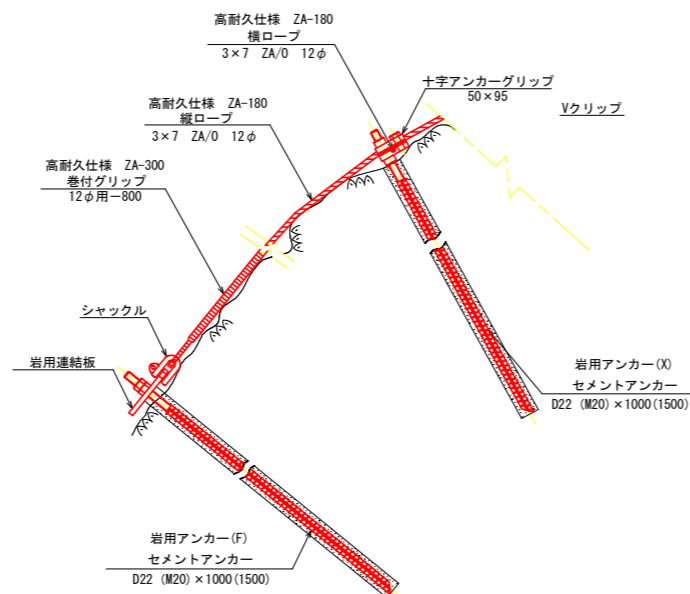 高耐久仕様 ZA-180
横ロープ
3×7 ZA/0 12φ
十字アンカーグリップ
50×95
Vクリップ
高耐久仕様 ZA-180
縦ロープ
3×7 ZA/0 12φ
高耐久仕様 ZA-300
巻付グリップ
12φ用－800
シャックル
岩用連結板
岩用アンカー(X)
セメントアンカー
D22 (M20)×1000(1500)
岩用アンカー(F)
セメントアンカー
D22 (M20)×1000(1500)